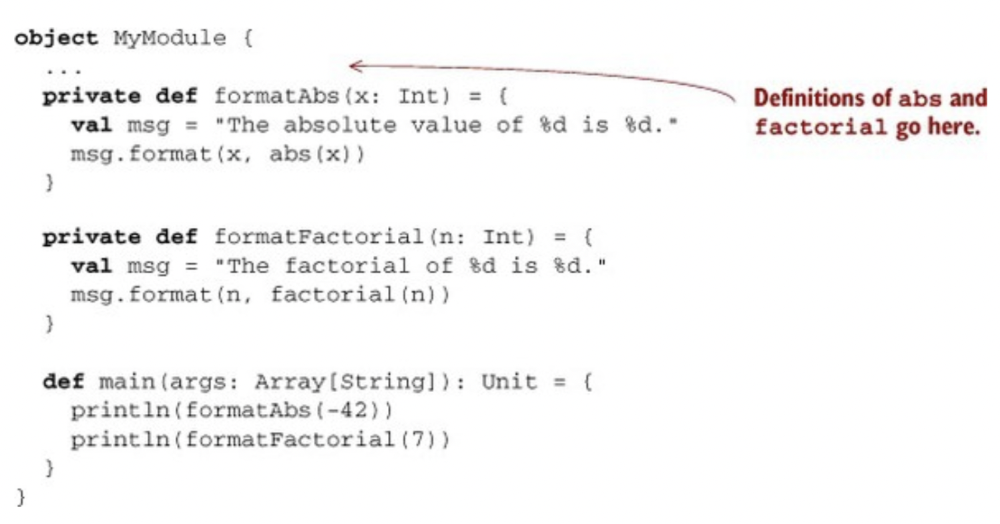 object MyModule {
  ...
  private def formatAbs(x: Int) = {
    val msg = "The absolute value of %d is %d."
    msg.format(x, abs(x))
  }

  private def formatFactorial(n: Int) = {
    val msg = "The factorial of %d is %d."
    msg.format(n, factorial(n))
  }

  def main(args: Array[String]): Unit = {
    println(formatAbs(-42))
    println(formatFactorial(7))
  }
}
Definitions of abs and
factorial go here.